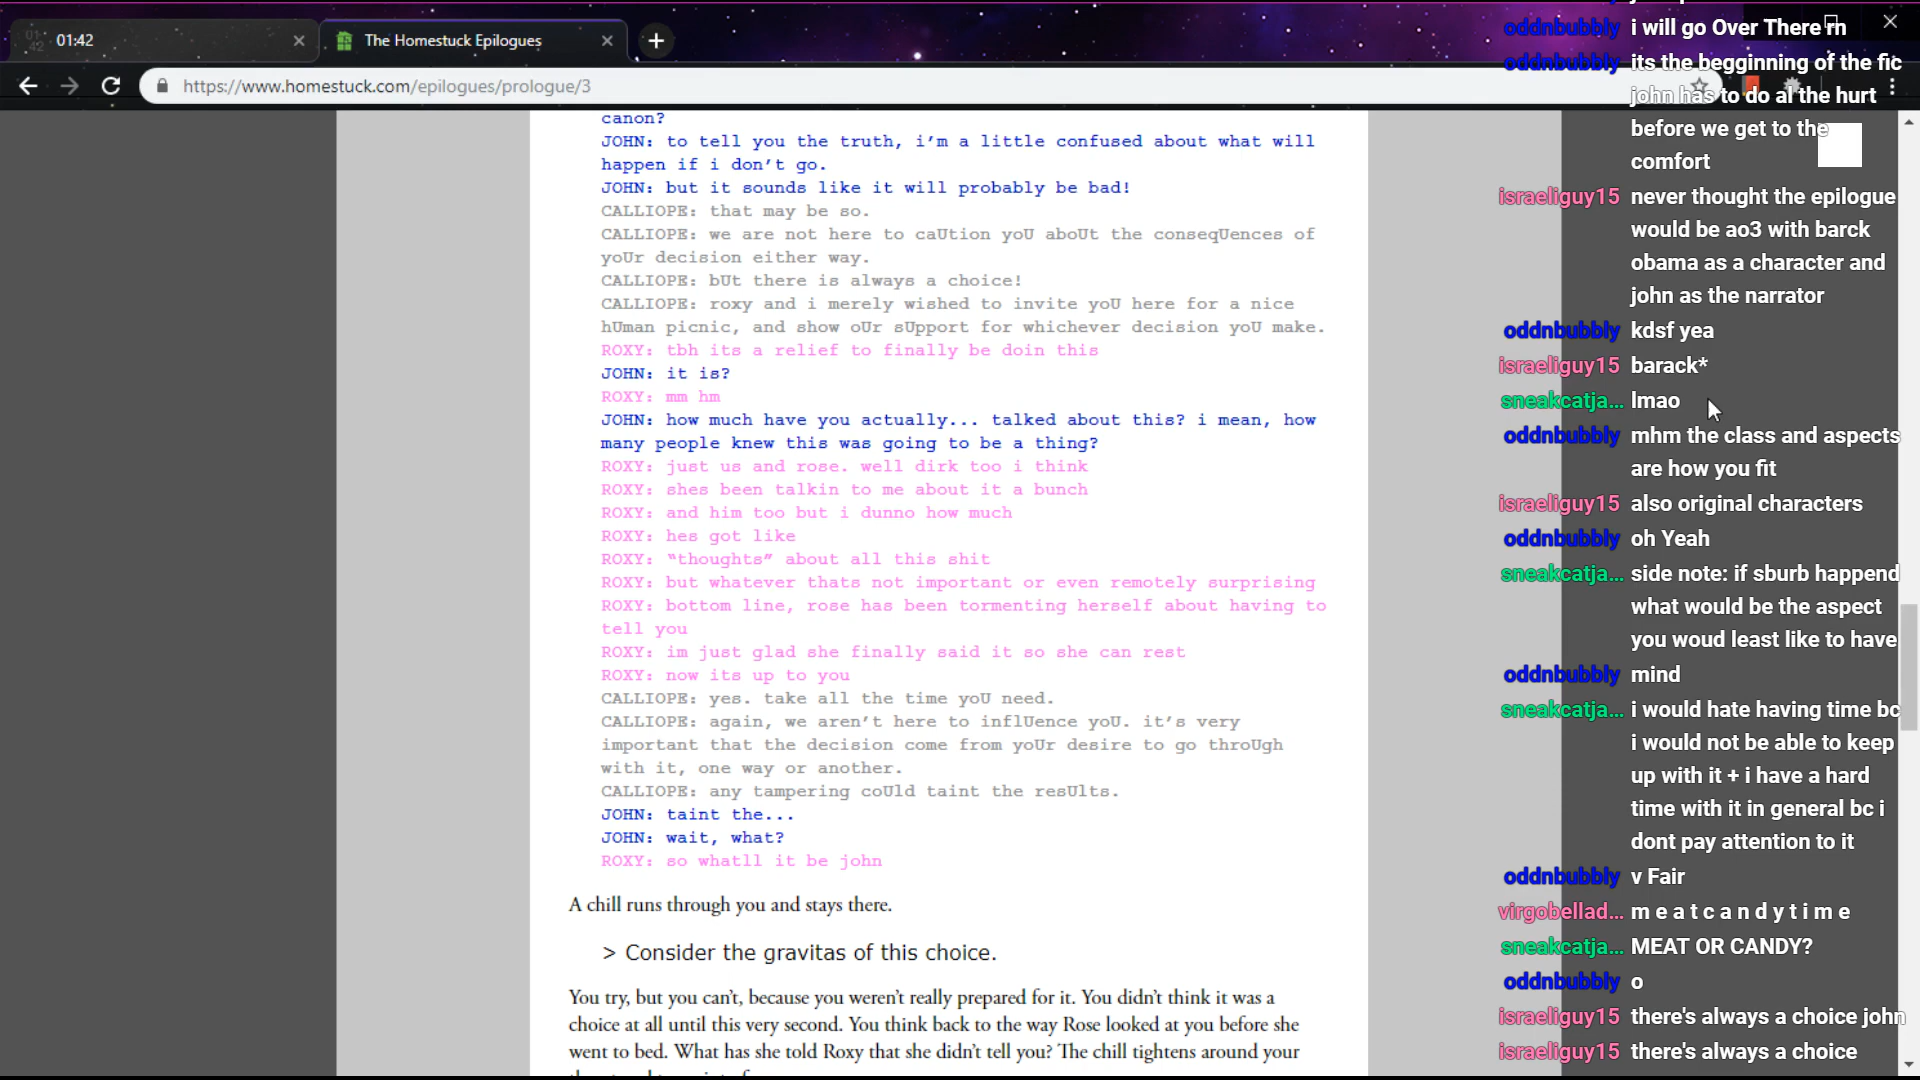 01:42
The Homestuck Epilogues
https://www.homestuck.com/epilogues/prologue/3
canon?
JOHN: to tell you the truth, i'm a little confused about what will
happen if i don't go.
JOHN: but it sounds like it will probably be bad!
CALLIOPE: that may be so.
CALLIOPE: we are not here to caUtion yoU aboUt the conseqUences of
yoUr decision either way.
CALLIOPE: bUt there is always a choice!
CALLIOPE: roxy and i merely wished to invite yoU here for a nice
hUman picnic, and show oUr sUpport for whichever decision yoU make.
ROXY: tbh its a relief to finally be doin this
JOHN: it is?
ROXY: mm hm
JOHN: how much have you actually... talked about this? i mean, how
many people knew this was going to be a thing?
ROXY: just us and rose. well dirk too i think
ROXY: shes been talkin to me about it a bunch
ROXY: and him too but i dunno how much
ROXY: hes got like
ROXY: “thoughts” about all this shit
ROXY: but whatever thats not important or even remotely surprising
ROXY: bottom line, rose has been tormenting herself about having to
tell you
ROXY: im just glad she finally said it so she can rest
ROXY: now its up to you
CALLIOPE: yes. take all the time yoU need.
CALLIOPE: again, we aren't here to inflUence yoU. it's very
important that the decision come from yoUr desire to go throUgh
with it, one way or another.
CALLIOPE: any tampering coUld taint the resUlts.
JOHN: taint the...
JOHN: wait, what?
ROXY: so whatll it be john
A chill runs through you and stays there.
> Consider the gravitas of this choice.
You try, but you can’t, because you weren’t really prepared for it. You didn’t think it was a
choice at all until this very second. You think back to the way Rose looked at you before she
went to bed. What has she told Roxy that she didn’t tell you? The chill tightens around your
oddnbubbly i will go Over There rn
oddnbubbly its the begginning of the fic
john has to do al the hurt
before we get to the
comfort
israeliguy15 never thought the epilogue
would be ao3 with barck
obama as a character and
john as the narrator
oddnbubbly kdsf yea
israeliguy15 barack*
sneakcatja... lmao
oddnbubbly mhm the class and aspects
are how you fit
israeliguy15 also original characters
oddnbubbly oh Yeah
sneakcatja... side note: if sburb happend
what would be the aspect
you woud least like to have
oddnbubbly mind
sneakcatja... i would hate having time bc
i would not be able to keep
up with it + i have a hard
time with it in general bc i
dont pay attention to it
oddnbubbly v Fair
virgobellad... m e a t c a n d y t i m e
sneakcatja... MEAT OR CANDY?
oddnbubbly o
israeliguy15 there's always a choice john
israeliguy15 there's always a choice